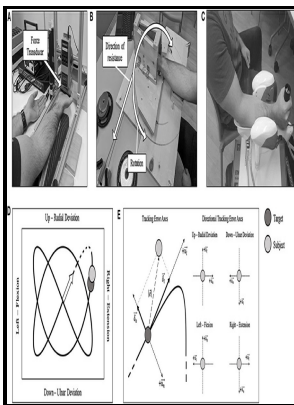 A
Force
Transducer
B
Direction of
resistance
Rotation
C
D
Up – Radial Deviation
Left – Flexion
Right – Extension
Down – Ulnar Deviation
E
Tracking Error Area
Directional Tracking Error Area
Up – Radial Deviation
Down – Ulnar Deviation
Left – Flexion
Right – Extension
Target
Subject